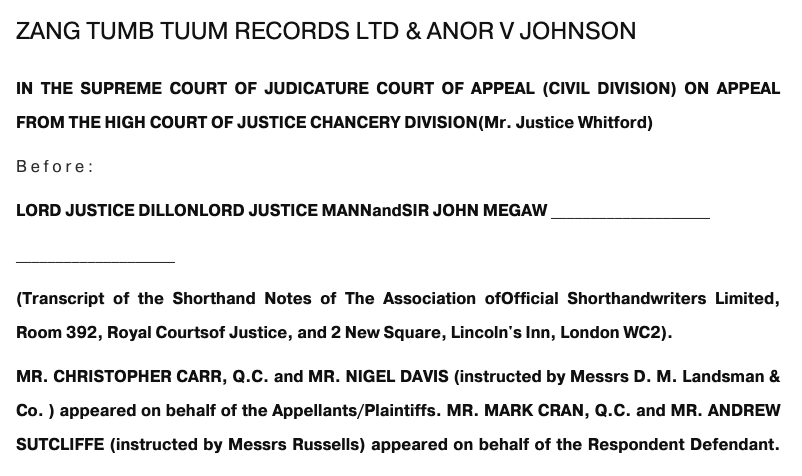 ZANG TUMB TUUM RECORDS LTD & ANOR V JOHNSON
IN THE SUPREME COURT OF JUDICATURE COURT OF APPEAL (CIVIL DIVISION) ON APPEAL
FROM THE HIGH COURT OF JUSTICE CHANCERY DIVISION(Mr. Justice Whitford)
Before:
LORD JUSTICE DILLONLORD JUSTICE MANNandSIR JOHN MEGAW ____________________
____________________
(Transcript of the Shorthand Notes of The Association ofOfficial Shorthandwriters Limited,
Room 392, Royal Courtsof Justice, and 2 New Square, Lincoln's Inn, London WC2).
MR. CHRISTOPHER CARR, Q.C. and MR. NIGEL DAVIS (instructed by Messrs D. M. Landsman &
Co. ) appeared on behalf of the Appellants/Plaintiffs. MR. MARK CRAN, Q.C. and MR. ANDREW
SUTCLIFFE (instructed by Messrs Russells) appeared on behalf of the Respondent Defendant.